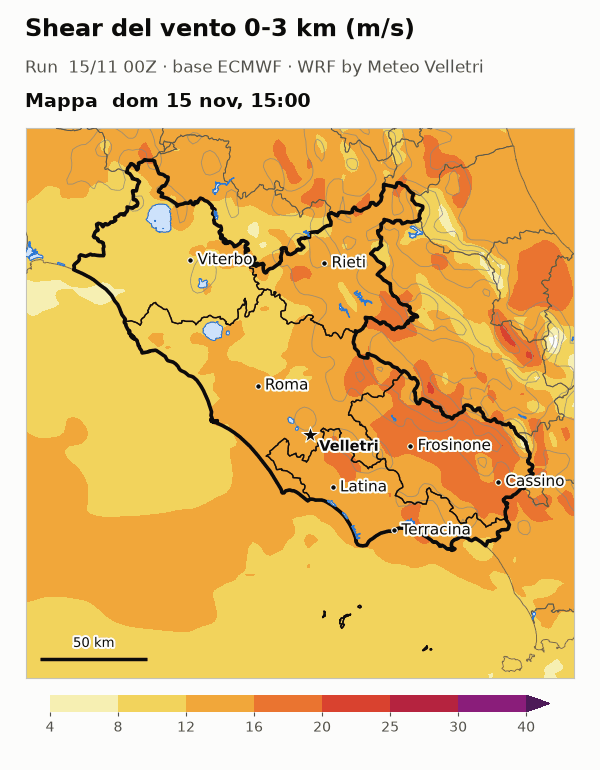 Shear del vento 0-3 km (m/s)
Run  15/11 00Z · base ECMWF · WRF by Meteo Velletri
Mappa  dom 15 nov, 15:00
Viterbo
Rieti
Roma
Velletri
Frosinone
Cassino
Latina
Terracina
50 km
4 8 12 16 20 25 30 40